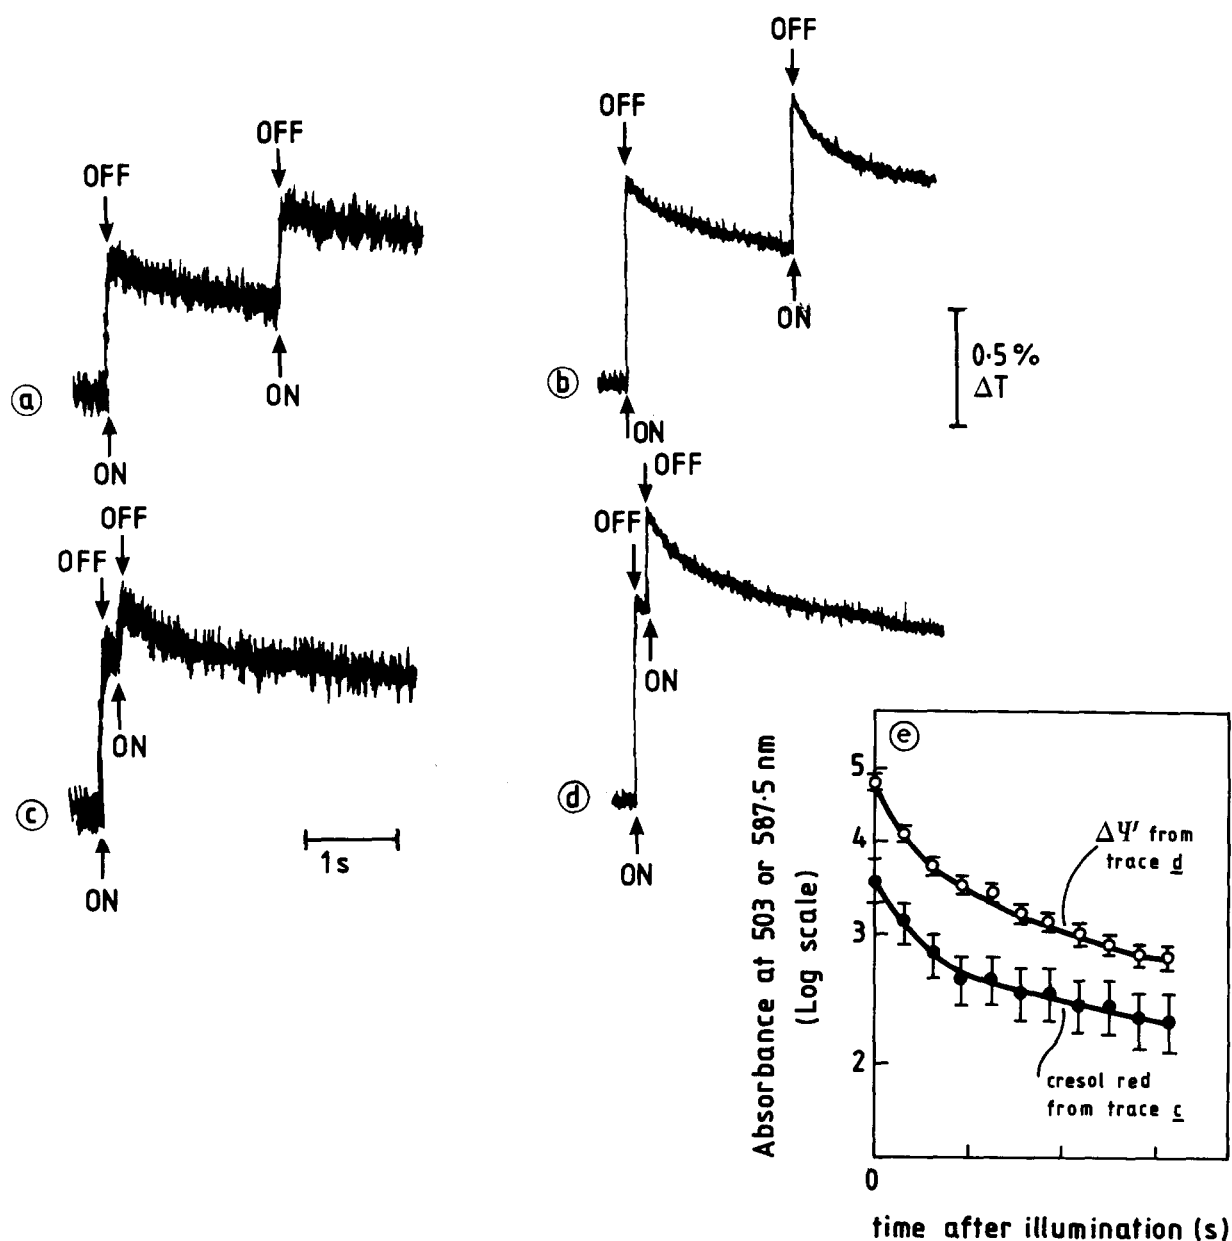 OFF
OFF
ON
ON
a
OFF
OFF
ON
ON
b
0·5%
ΔT
OFF
OFF
ON
ON
c
1s
OFF
OFF
ON
ON
d
e
5
4
3
2
0
ΔΨ from
trace d
cresol red
from trace c
Absorbance at 503 or 587·5 nm
(Log scale)
time after illumination (s)